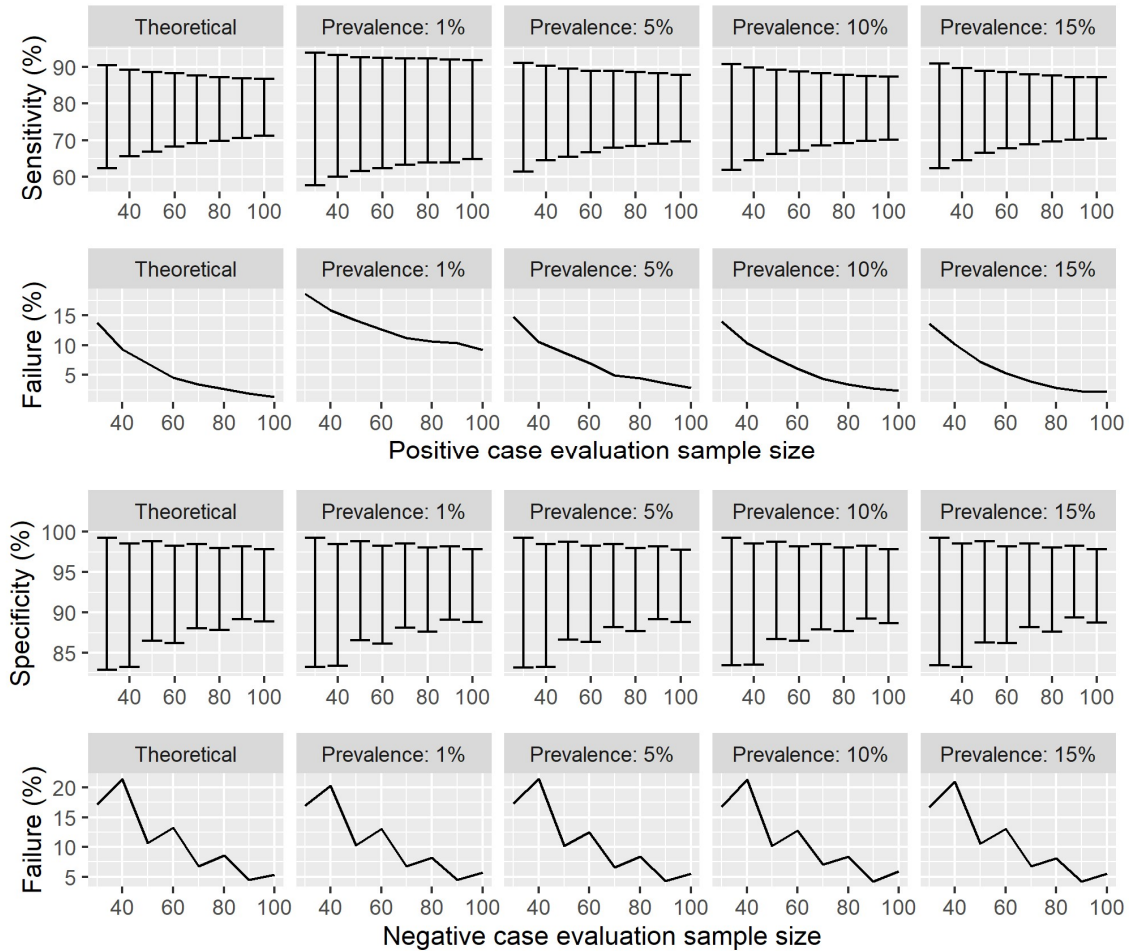 Theoretical Prevalence: 1% Prevalence: 5% Prevalence: 10% Prevalence: 15%
Sensitivity (%)
90
80
70
60
40 60 80 100 40 60 80 100 40 60 80 100 40 60 80 100 40 60 80 100
Theoretical Prevalence: 1% Prevalence: 5% Prevalence: 10% Prevalence: 15%
Failure (%)
15
10
5
40 60 80 100 40 60 80 100 40 60 80 100 40 60 80 100 40 60 80 100
Positive case evaluation sample size
Theoretical Prevalence: 1% Prevalence: 5% Prevalence: 10% Prevalence: 15%
Specificity (%)
100
95
90
85
40 60 80 100 40 60 80 100 40 60 80 100 40 60 80 100 40 60 80 100
Theoretical Prevalence: 1% Prevalence: 5% Prevalence: 10% Prevalence: 15%
Failure (%)
20
15
10
5
40 60 80 100 40 60 80 100 40 60 80 100 40 60 80 100 40 60 80 100
Negative case evaluation sample size